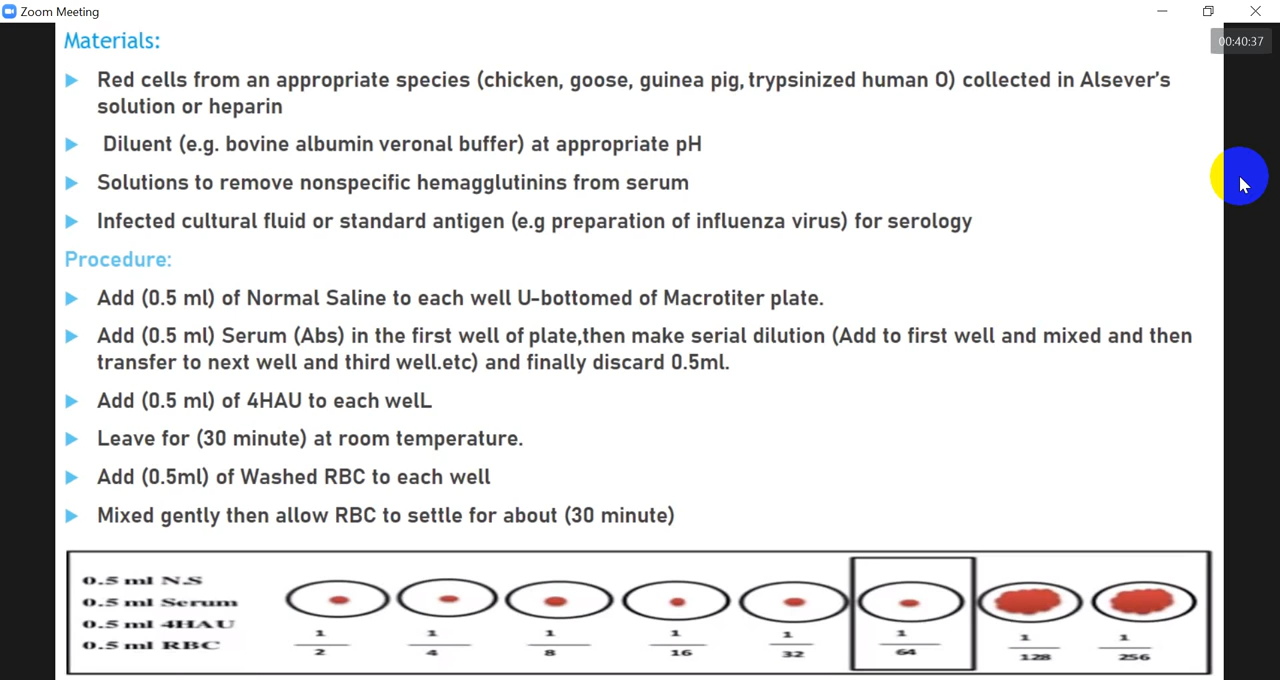 Zoom Meeting
00:40:37
Materials:
Red cells from an appropriate species (chicken, goose, guinea pig, trypsinized human O) collected in Alsever's
solution or heparin
Diluent (e.g. bovine albumin veronal buffer) at appropriate pH
Solutions to remove nonspecific hemagglutinins from serum
Infected cultural fluid or standard antigen (e.g preparation of influenza virus) for serology
Procedure:
Add (0.5 ml) of Normal Saline to each well U-bottomed of Macrotiter plate.
Add (0.5 ml) Serum (Abs) in the first well of plate,then make serial dilution (Add to first well and mixed and then
transfer to next well and third well.etc) and finally discard 0.5ml.
Add (0.5 ml) of 4HAU to each welL
Leave for (30 minute) at room temperature.
Add (0.5ml) of Washed RBC to each well
Mixed gently then allow RBC to settle for about (30 minute)
0.5 ml N.S
0.5 ml Serum
0.5 ml 4HAU
0.5 ml RBC
1 1 1 1 1 1 1 1
2 4 8 16 32 64 128 256